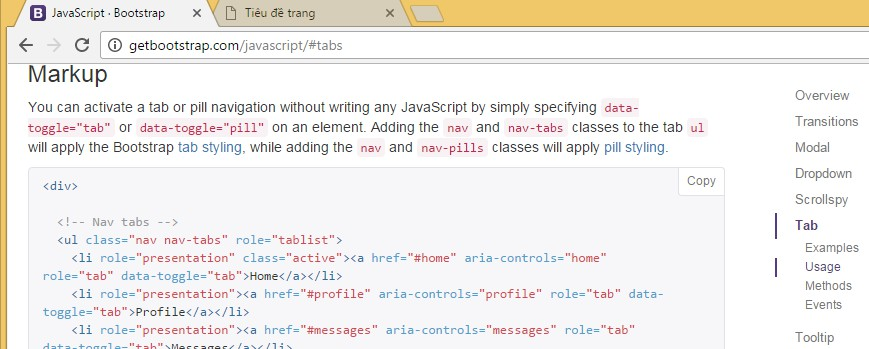 JavaScript · Bootstrap
Tiêu đề trang
getbootstrap.com/javascript/#tabs
Markup
You can activate a tab or pill navigation without writing any JavaScript by simply specifying data-
toggle="tab" or data-toggle="pill" on an element. Adding the nav and nav-tabs classes to the tab ul
will apply the Bootstrap tab styling, while adding the nav and nav-pills classes will apply pill styling.
Copy
<div>
<!-- Nav tabs -->
<ul class="nav nav-tabs" role="tablist">
<li role="presentation" class="active"><a href="#home" aria-controls="home"
role="tab" data-toggle="tab">Home</a></li>
<li role="presentation"><a href="#profile" aria-controls="profile" role="tab" data-
toggle="tab">Profile</a></li>
<li role="presentation"><a href="#messages" aria-controls="messages" role="tab"
data-toggle="tab">Messages</a></li>
Overview
Transitions
Modal
Dropdown
Scrollspy
Tab
Examples
Usage
Methods
Events
Tooltip